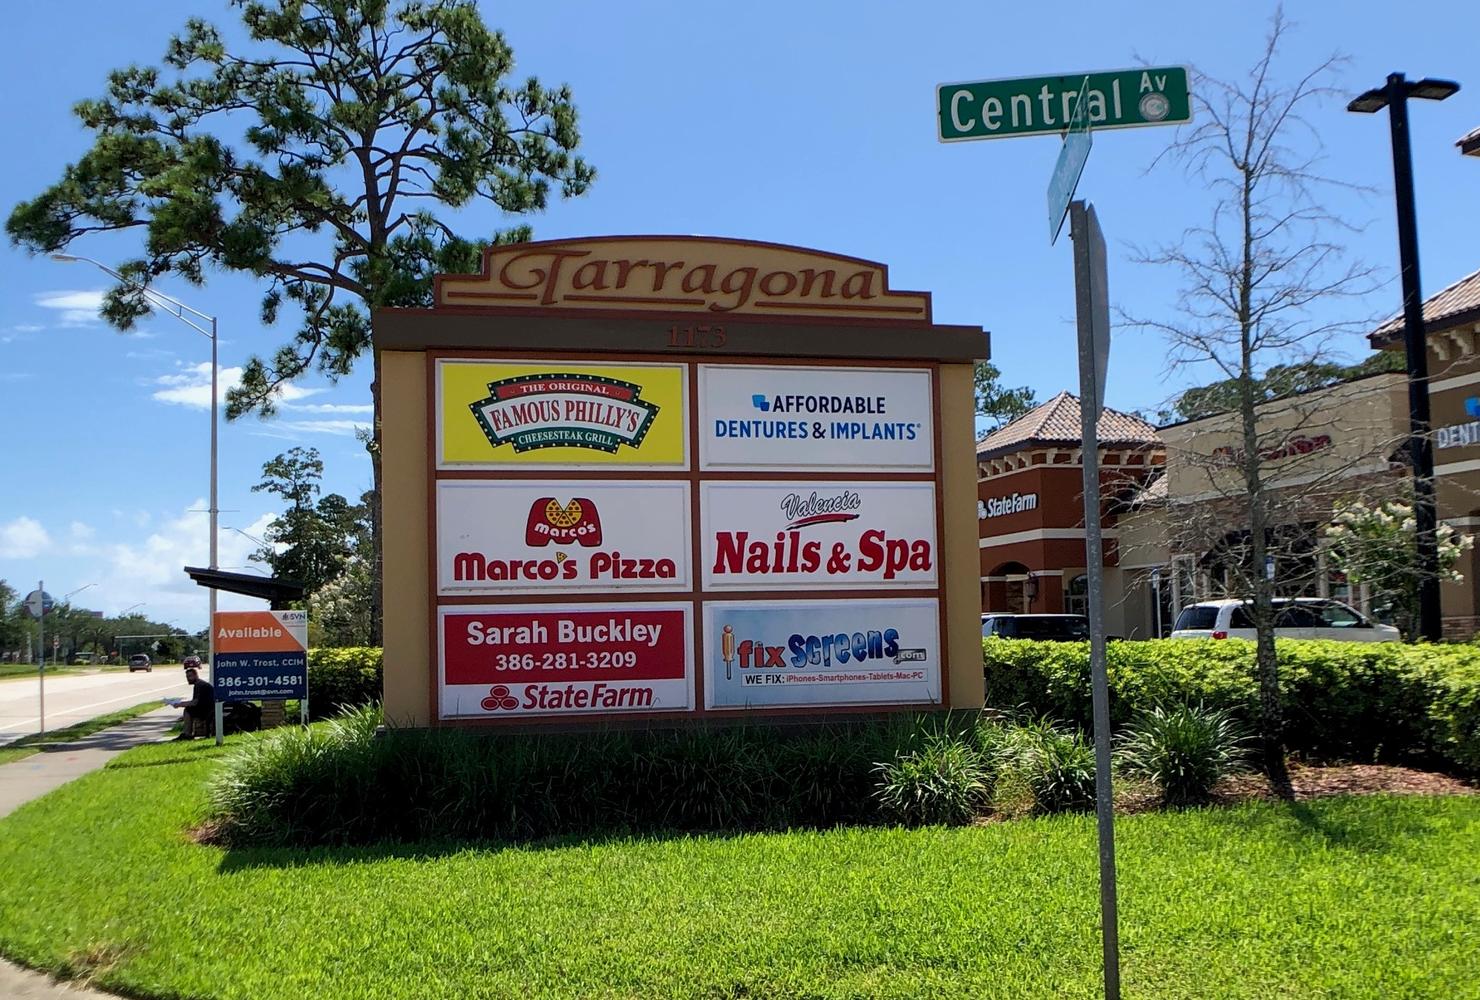 Central Av
Tarragona
1173
THE ORIGINAL
FAMOUS PHILLY'S
CHEESESTEAK GRILL
AFFORDABLE
DENTURES & IMPLANTS®
marco's
Marco's Pizza
Valencia
Nails & Spa
Sarah Buckley
386-281-3209
State Farm
ifixscreens.com
WE FIX: iPhones-Smartphones-Tablets-Mac-PC
SVN
Available
John W. Trost, CCIM
386-301-4581
john.trost@svn.com
State Farm
DENT